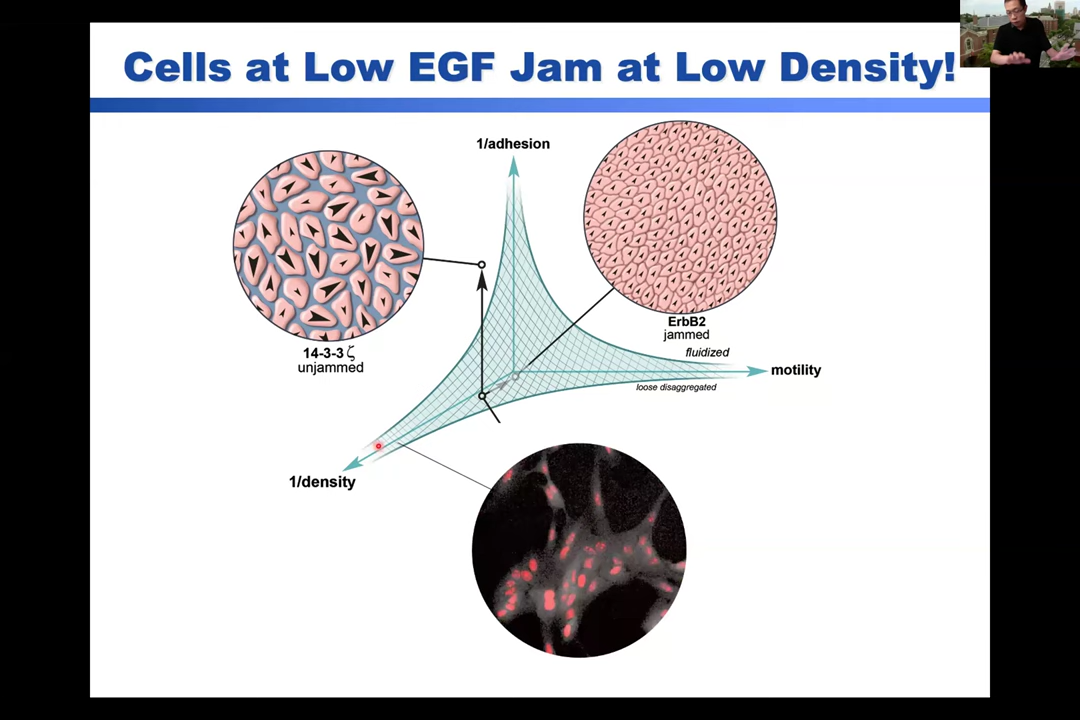 Cells at Low EGF Jam at Low Density!
1/adhesion
14-3-3 ζ
unjammed
ErbB2
jammed
fluidized
motility
loose disaggregated
1/density